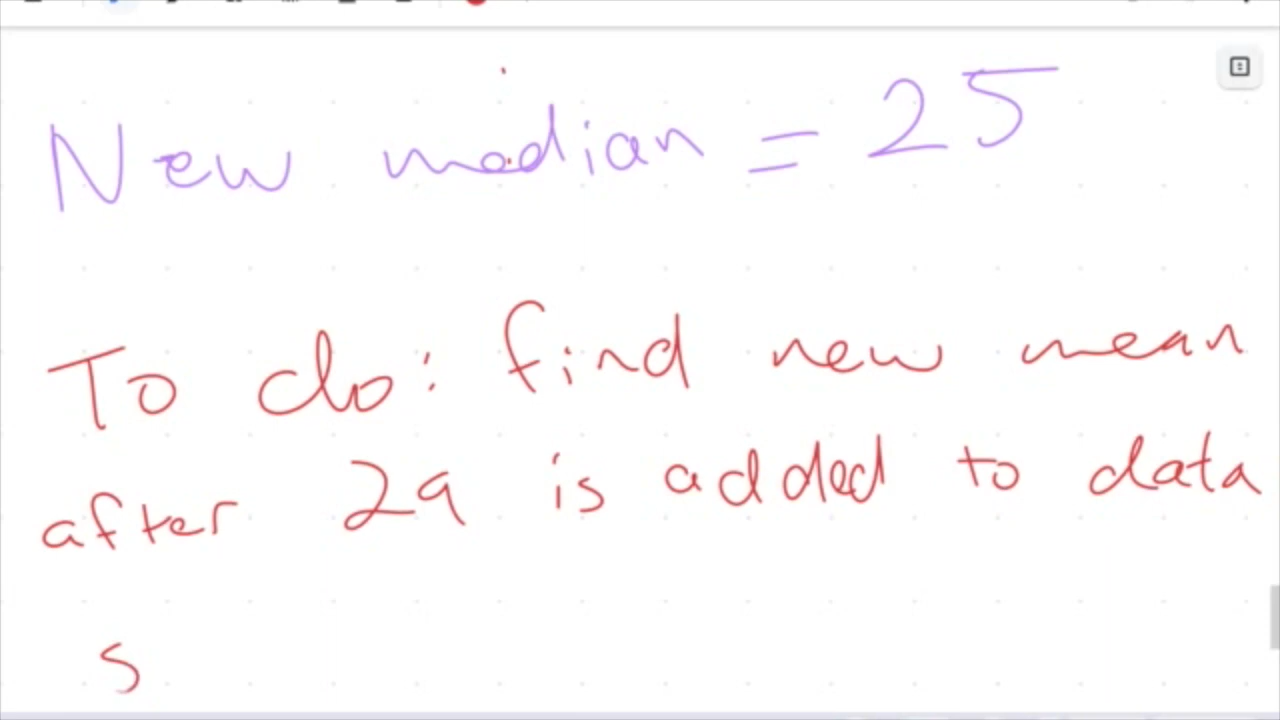 New median = 25
To do: find new mean
after 29 is added to data
s